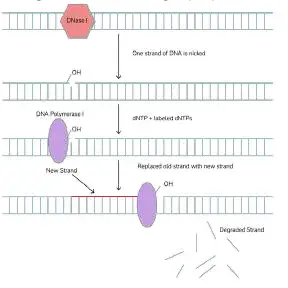 DNase I
One strand of DNA is nicked
OH
DNA Polymerase I
dNTP + labeled dNTPs
OH
Replaced old strand with new strand
New Strand
OH
Degraded Strand